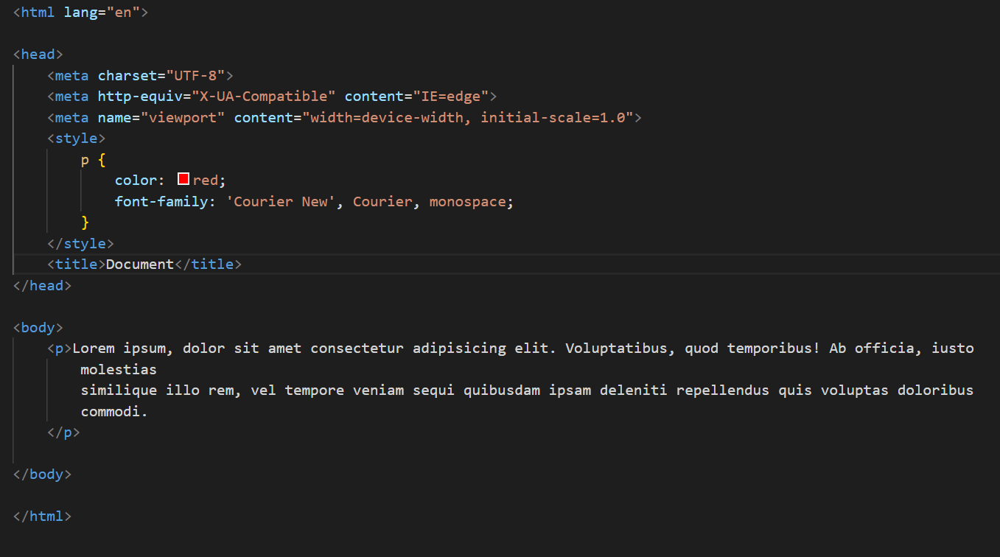 <html lang="en">
<head>
<meta charset="UTF-8">
<meta http-equiv="X-UA-Compatible" content="IE=edge">
<meta name="viewport" content="width=device-width, initial-scale=1.0">
<style>
p {
color: red;
font-family: 'Courier New', Courier, monospace;
}
</style>
<title>Document</title>
</head>
<body>
<p>Lorem ipsum, dolor sit amet consectetur adipisicing elit. Voluptatibus, quod temporibus! Ab officia, iusto
molestias
similique illo rem, vel tempore veniam sequi quibusdam ipsam deleniti repellendus quis voluptas doloribus
commodi.
</p>
</body>
</html>